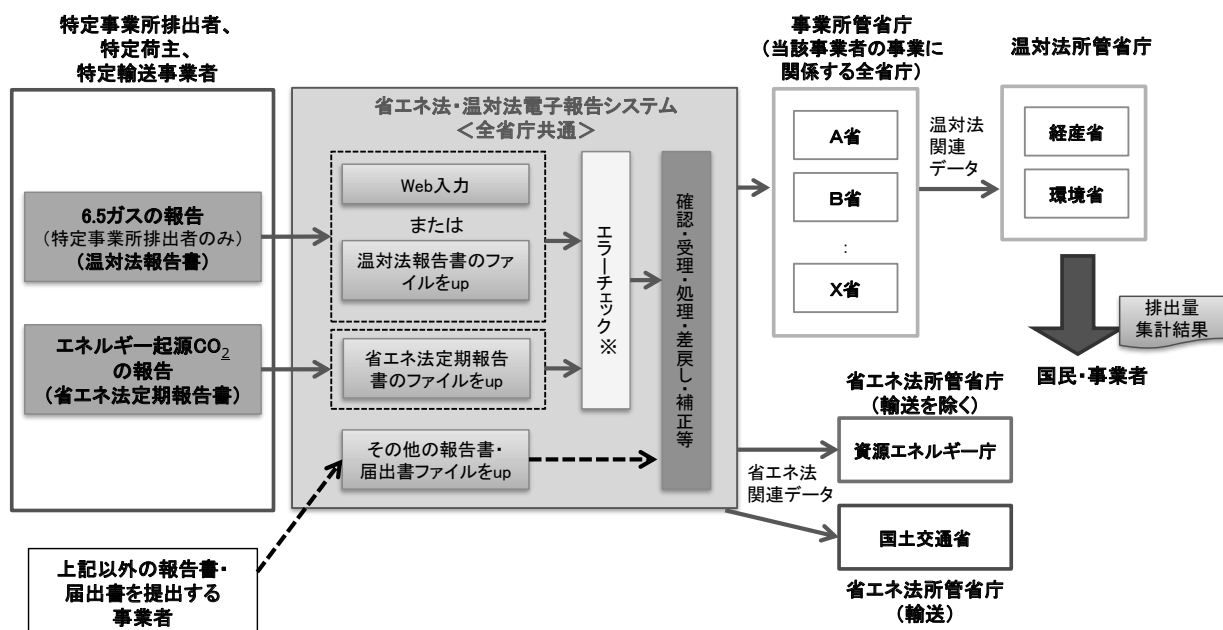 特定事業所排出者、
特定荷主、
特定輸送事業者
6.5ガスの報告
（特定事業所排出者のみ）
（温対法報告書）
エネルギー起源CO2
の報告
（省エネ法定期報告書）
上記以外の報告書・
届出書を提出する
事業者
省エネ法・温対法電子報告システム
＜全省庁共通＞
Web入力
または
温対法報告書のファ
イルをup
省エネ法定期報告
書のファイルをup
その他の報告書・
届出書ファイルをup
エラーチェック※
確認・受理・処理・差戻し・補正等
事業所管省庁
（当該事業者の事業に
関係する全省庁）
A省
B省
：
X省
温対法
関連
データ
温対法所管省庁
経産省
環境省
排出量
集計結果
国民・事業者
省エネ法
関連データ
省エネ法所管省庁
（輸送を除く）
資源エネルギー庁
国土交通省
省エネ法所管省庁
（輸送）